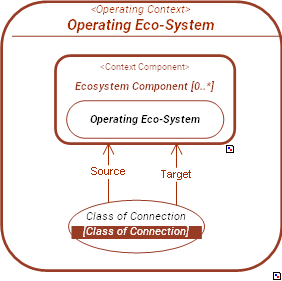 <Operating Context>
Operating Eco-System
<Context Component>
Ecosystem Component [0..*]
Operating Eco-System
Source
Target
Class of Connection
[Class of Connection]